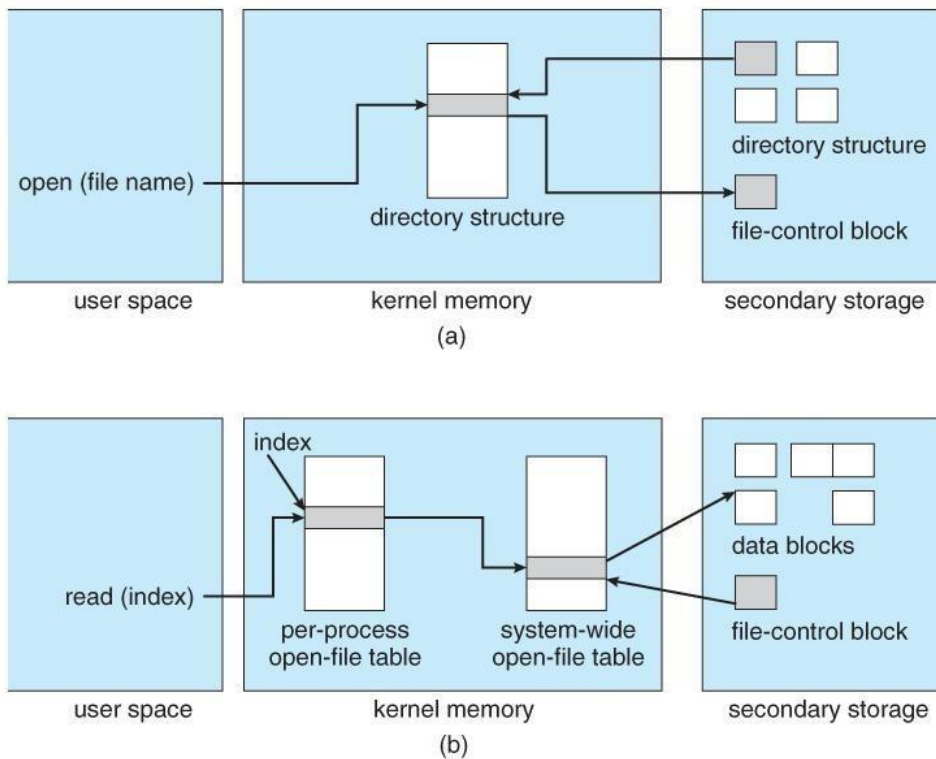 open (file name)
directory structure
directory structure
file-control block
user space
kernel memory
secondary storage
(a)
index
read (index)
per-process
open-file table
system-wide
open-file table
data blocks
file-control block
user space
kernel memory
secondary storage
(b)